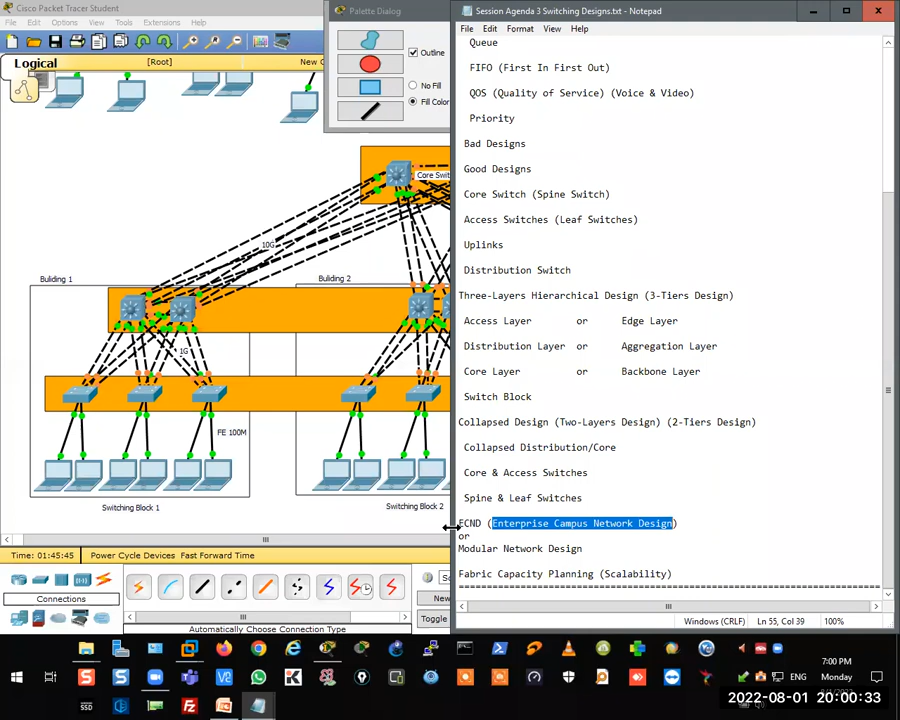 Cisco Packet Tracer Student
File Edit Options View Tools Extensions Help
Logical
[Root]
New C
Core Swit
10G
Building 1
Building 2
1G
FE 100M
Switching Block 1
Switching Block 2
Time: 01:45:45
Power Cycle Devices Fast Forward Time
Connections
Automatically Choose Connection Type
Sc
New
Toggle
Palette Dialog
Outline
No Fill
Fill Color
Session Agenda 3 Switching Designs.txt - Notepad
File Edit Format View Help
Queue
FIFO (First In First Out)
QOS (Quality of Service) (Voice & Video)
Priority
Bad Designs
Good Designs
Core Switch (Spine Switch)
Access Switches (Leaf Switches)
Uplinks
Distribution Switch
Three-Layers Hierarchical Design (3-Tiers Design)
Access Layer or Edge Layer
Distribution Layer or Aggregation Layer
Core Layer or Backbone Layer
Switch Block
Collapsed Design (Two-Layers Design) (2-Tiers Design)
Collapsed Distribution/Core
Core & Access Switches
Spine & Leaf Switches
ECND (Enterprise Campus Network Design)
or
Modular Network Design
Fabric Capacity Planning (Scalability)
Windows (CRLF) Ln 55, Col 39 100%
ENG
7:00 PM
Monday
2022-08-01 20:00:33